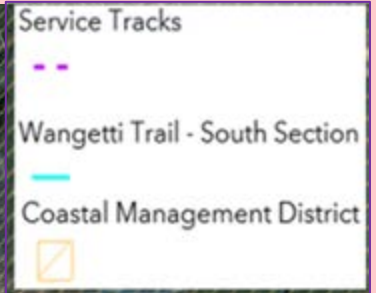 Service Tracks
Wangetti Trail - South Section
Coastal Management District